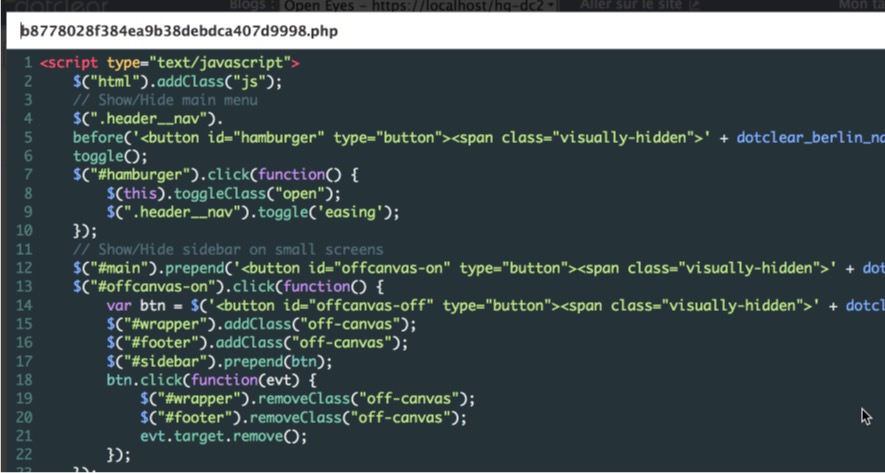 dotclear Blogs : Open Eyes - https://localhost/hq-dc2 Aller sur le site Mon ta
b8778028f384ea9b38debdca407d9998.php
1 <script type="text/javascript">
2 $("html").addClass("js");
3 // Show/Hide main menu
4 $(".header__nav").
5 before('<button id="hamburger" type="button"><span class="visually-hidden">' + dotclear_berlin_na
6 toggle();
7 $("#hamburger").click(function() {
8 $(this).toggleClass("open");
9 $(".header__nav").toggle('easing');
10 });
11 // Show/Hide sidebar on small screens
12 $("#main").prepend('<button id="offcanvas-on" type="button"><span class="visually-hidden">' + dot
13 $("#offcanvas-on").click(function() {
14 var btn = $('<button id="offcanvas-off" type="button"><span class="visually-hidden">' + dotcl
15 $("#wrapper").addClass("off-canvas");
16 $("#footer").addClass("off-canvas");
17 $("#sidebar").prepend(btn);
18 btn.click(function(evt) {
19 $("#wrapper").removeClass("off-canvas");
20 $("#footer").removeClass("off-canvas");
21 evt.target.remove();
22 });
23 });